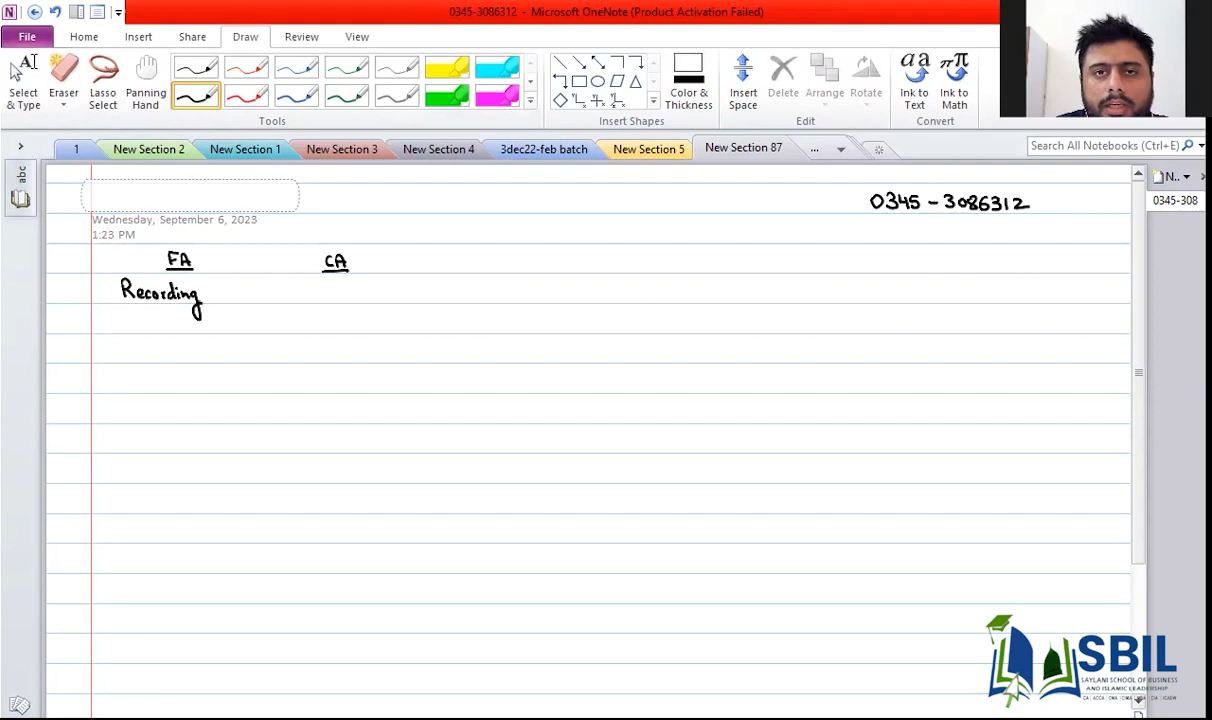 0345-3086312 - Microsoft OneNote (Product Activation Failed)
File Home Insert Share Draw Review View
Select & Type
Eraser
Lasso Select
Panning Hand
Color & Thickness
Insert Space
Delete
Arrange
Rotate
Ink to Text
Ink to Math
Tools
Insert Shapes
Edit
Convert
1 New Section 2 New Section 1 New Section 3 New Section 4 3dec22-feb batch New Section 5 New Section 87 ...
Search All Notebooks (Ctrl+E)
abc
N..
0345-308
0345-3086312
Wednesday, September 6, 2023
1:23 PM
FA CA
Recording
SBIL
SAYLANI SCHOOL OF BUSINESS
AND ISLAMIC LEADERSHIP